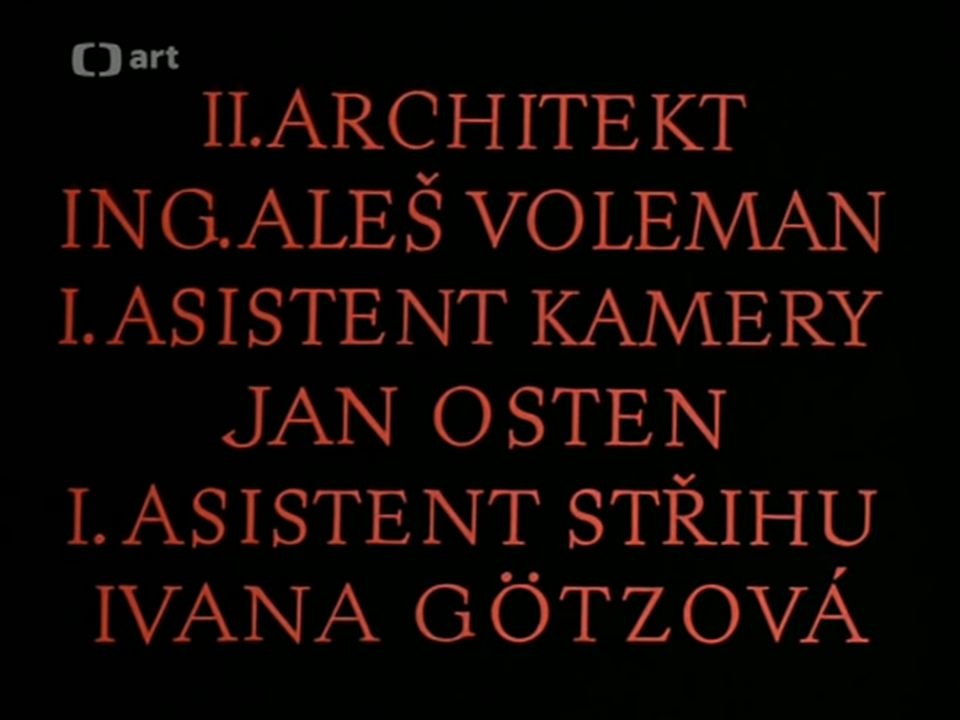 art
II.ARCHITEKT
ING.ALEŠ VOLEMAN
I. ASISTENT KAMERY
JAN OSTEN
I. ASISTENT STŘIHU
IVANA GÖTZOVÁ